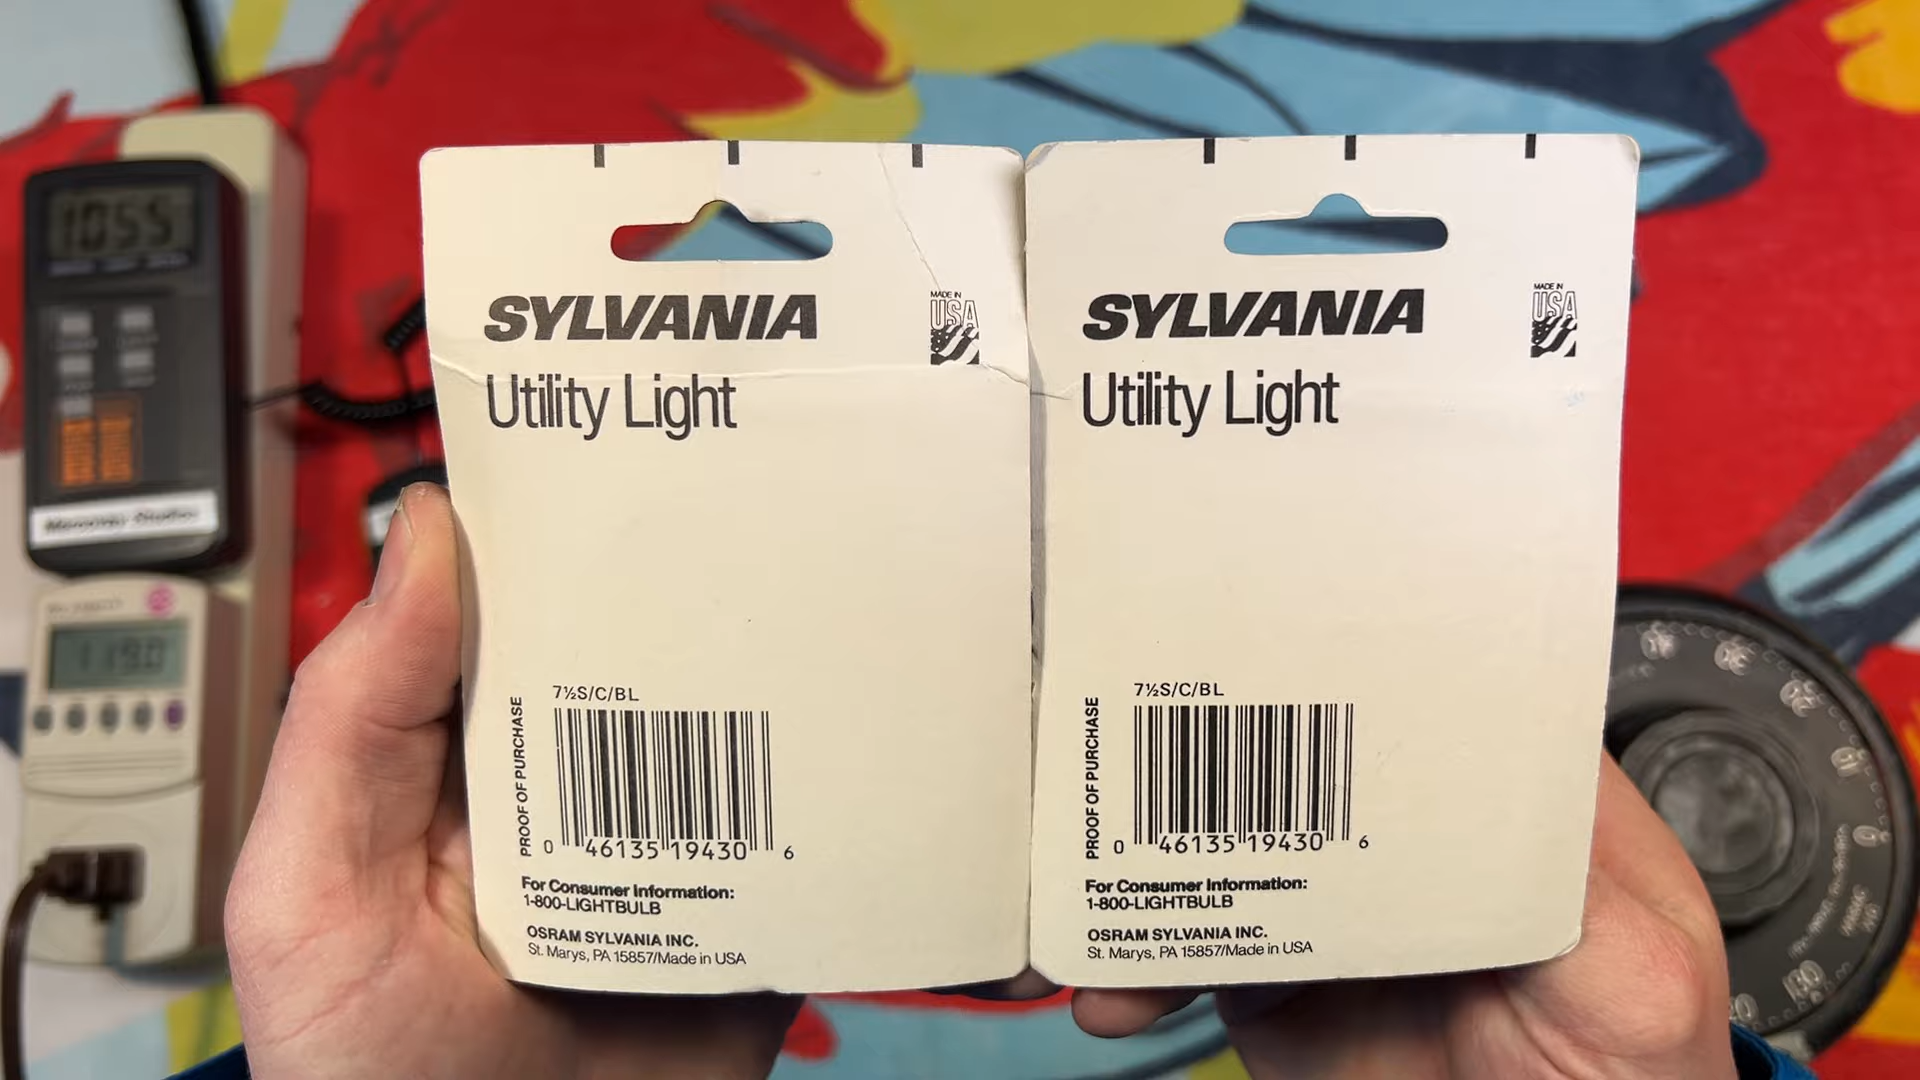 1055
119.0
SYLVANIA
MADE IN
USA
Utility Light
7½S/C/BL
PROOF OF PURCHASE
0 46135 19430 6
For Consumer Information:
1-800-LIGHTBULB
OSRAM SYLVANIA INC.
St. Marys, PA 15857/Made in USA
SYLVANIA
MADE IN
USA
Utility Light
7½S/C/BL
PROOF OF PURCHASE
0 46135 19430 6
For Consumer Information:
1-800-LIGHTBULB
OSRAM SYLVANIA INC.
St. Marys, PA 15857/Made in USA